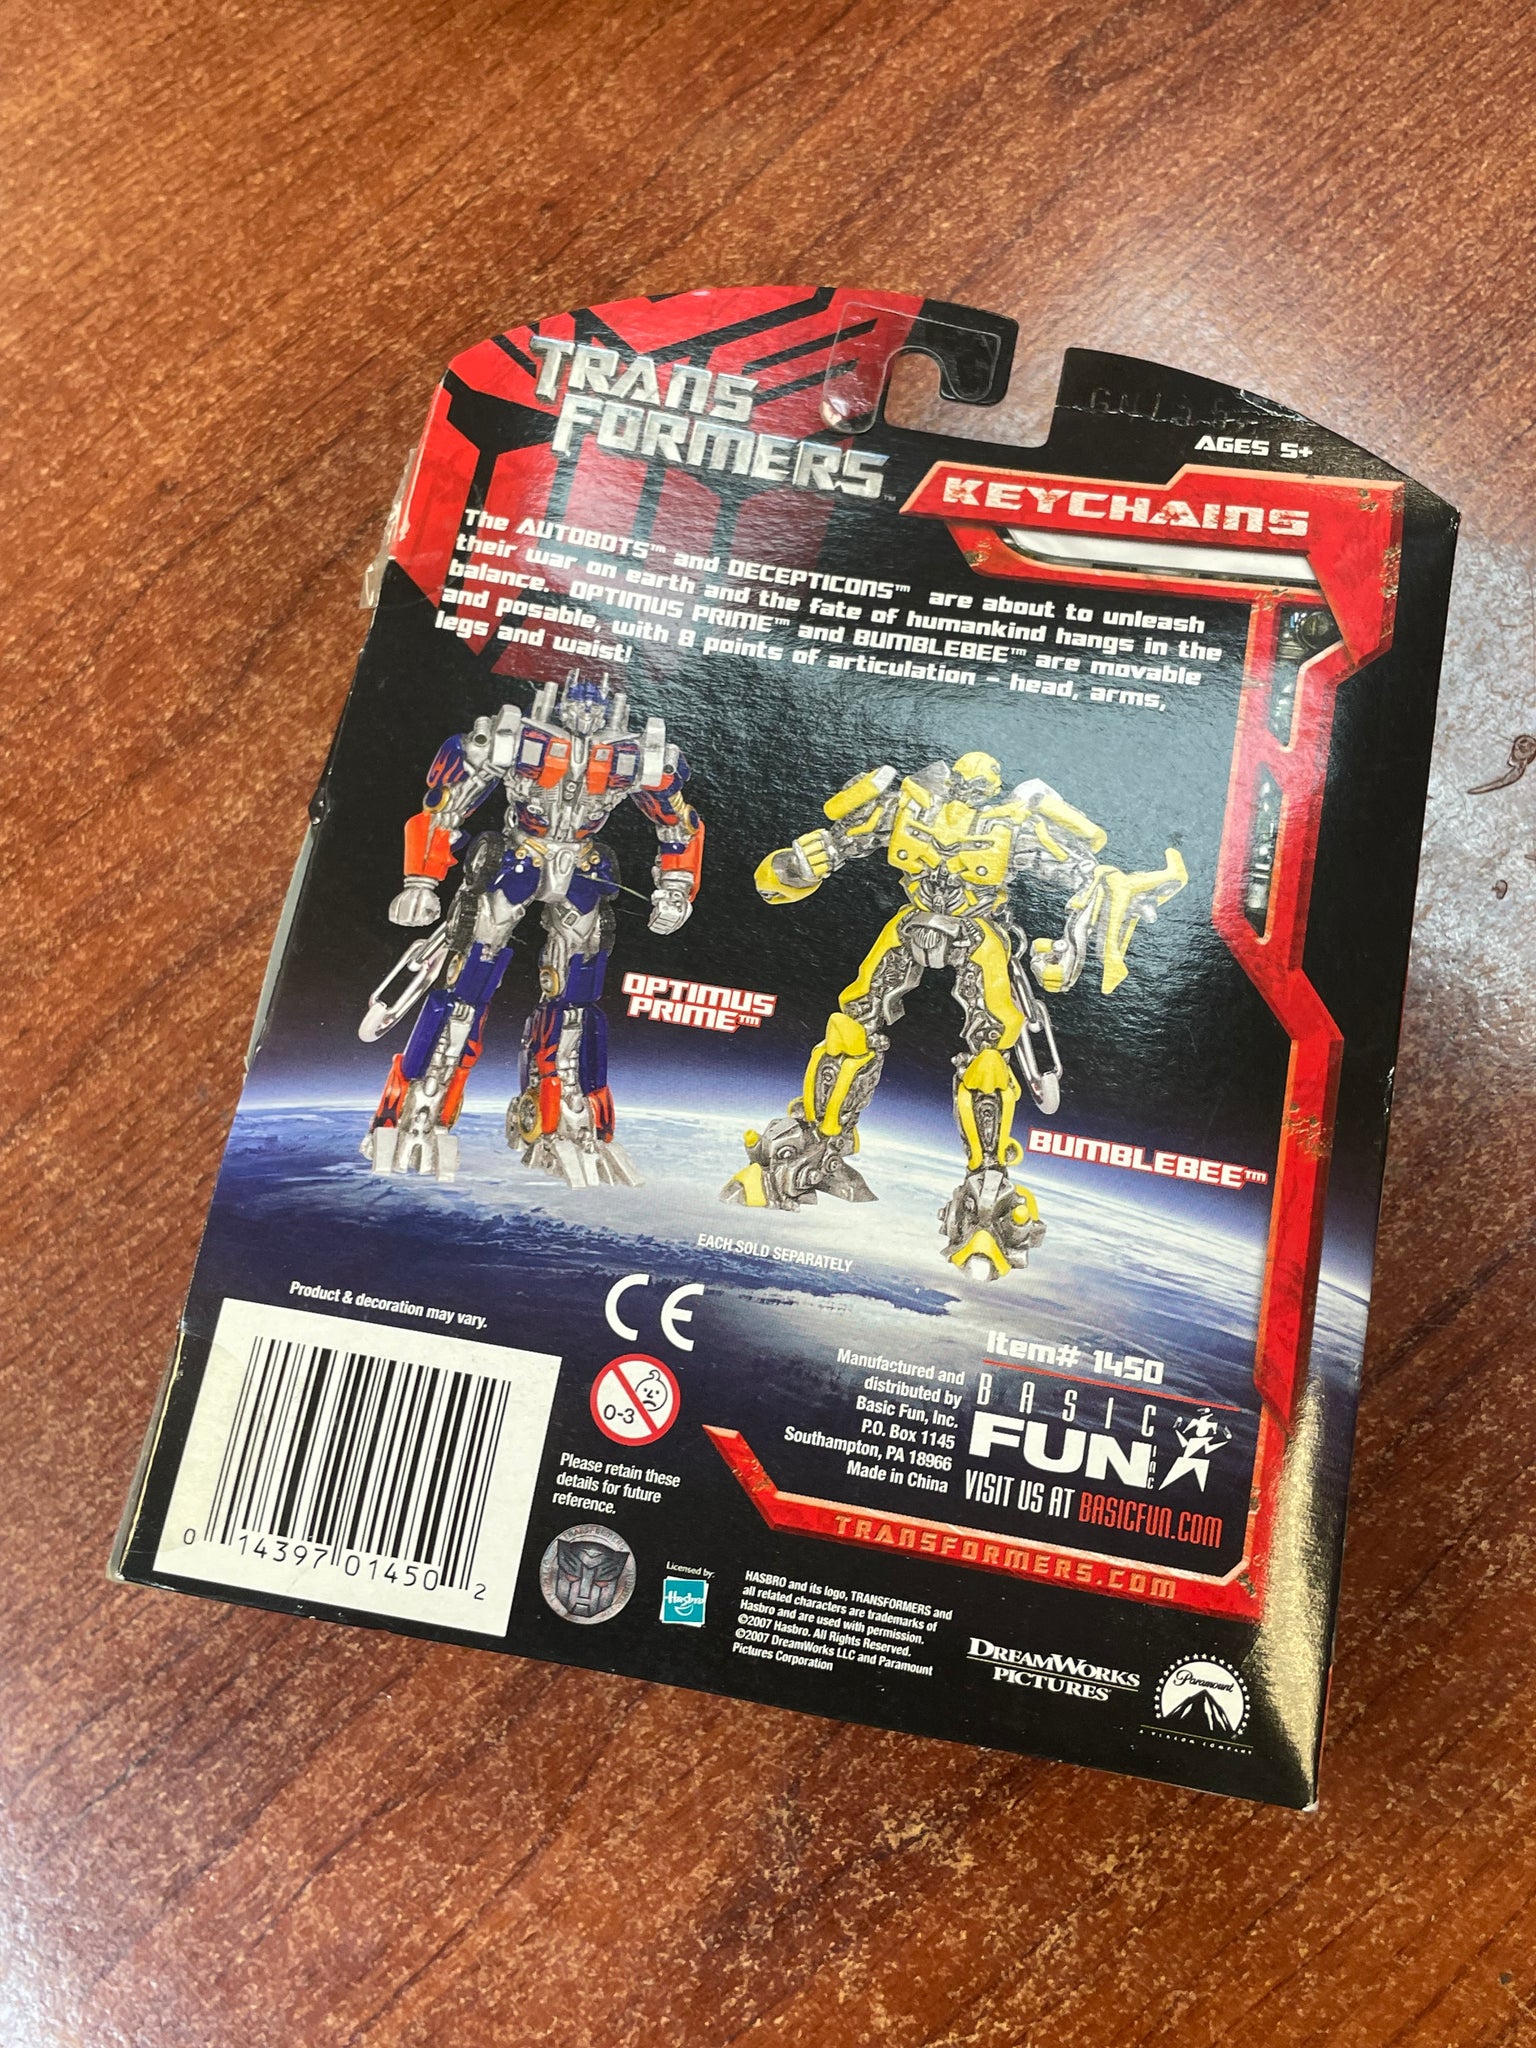 TRANS
FORMERS™
AGES 5+
KEYCHAINS
The AUTOBOTS™ and DECEPTICONS™ are about to unleash
their war on earth and the fate of humankind hangs in the
balance. OPTIMUS PRIME™ and BUMBLEBEE™ are movable
and posable, with 8 points of articulation - head, arms,
legs and waist!
OPTIMUS
PRIME™
BUMBLEBEE™
EACH SOLD SEPARATELY
Product & decoration may vary.
CE
0-3
Please retain these
details for future
reference.
0 14397 01450 2
Manufactured and
distributed by
Basic Fun, Inc.
P.O. Box 1145
Southampton, PA 18966
Made in China
Item# 1450
BASIC
FUN INC
VISIT US AT BASICFUN.COM
TRANSFORMERS.COM
Licensed by:
Hasbro
HASBRO and its logo, TRANSFORMERS and
all related characters are trademarks of
Hasbro and are used with permission.
©2007 Hasbro. All Rights Reserved.
©2007 DreamWorks LLC and Paramount
Pictures Corporation
DREAMWORKS
PICTURES
Paramount
A VIACOM COMPANY